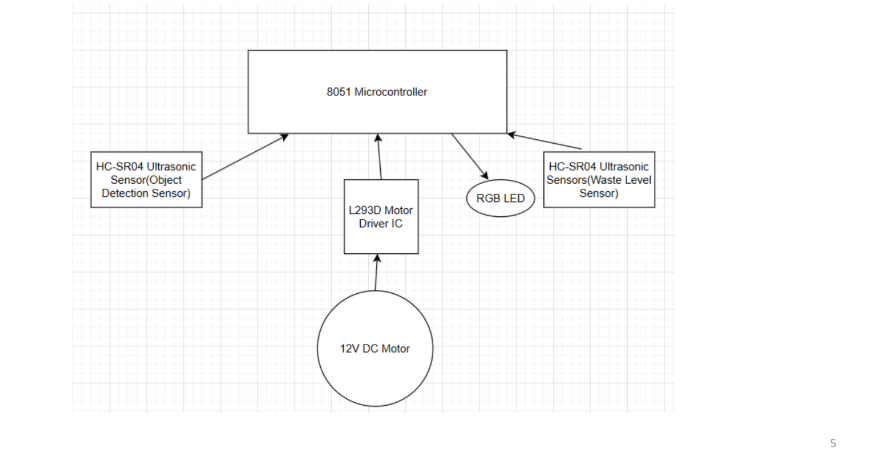 8051 Microcontroller
HC-SR04 Ultrasonic
Sensor(Object
Detection Sensor)
L293D Motor
Driver IC
RGB LED
HC-SR04 Ultrasonic
Sensors(Waste Level
Sensor)
12V DC Motor
5